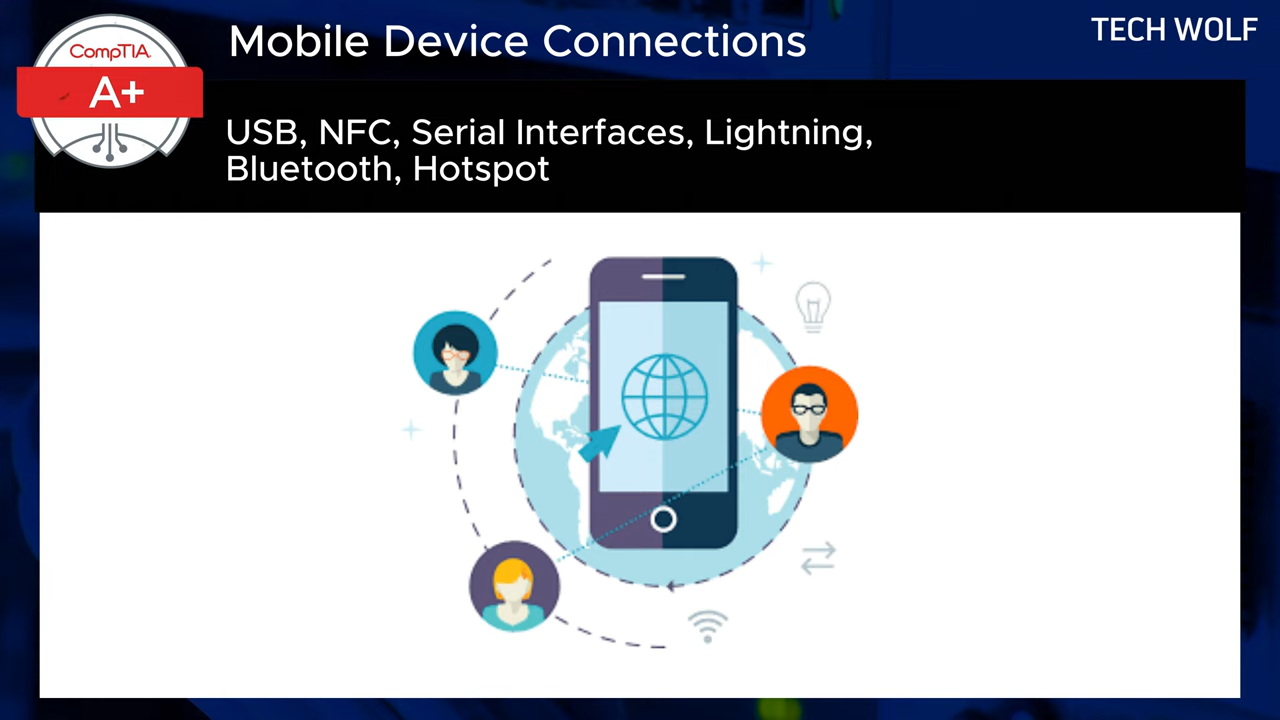 CompTIA.
A+
Mobile Device Connections
TECH WOLF
USB, NFC, Serial Interfaces, Lightning,
Bluetooth, Hotspot